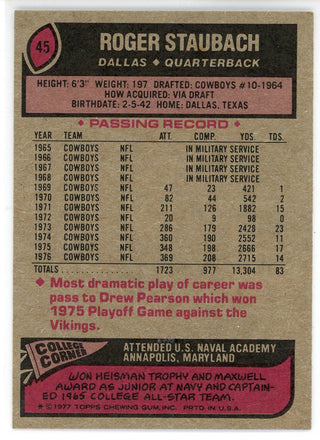 45
ROGER STAUBACH
DALLAS ♦ QUARTERBACK
HEIGHT: 6'3" WEIGHT: 197 DRAFTED: COWBOYS #10-1964
HOW ACQUIRED: VIA DRAFT
BIRTHDATE: 2-5-42 HOME: DALLAS, TEXAS
♦ PASSING RECORD ♦
YEAR TEAM ATT. COMP. YDS. TDS.
1965 COWBOYS NFL IN MILITARY SERVICE
1966 COWBOYS NFL IN MILITARY SERVICE
1967 COWBOYS NFL IN MILITARY SERVICE
1968 COWBOYS NFL IN MILITARY SERVICE
1969 COWBOYS NFL 47 23 421 1
1970 COWBOYS NFL 82 44 542 2
1971 COWBOYS NFL 211 126 1882 15
1972 COWBOYS NFL 20 9 98 0
1973 COWBOYS NFL 286 179 2428 23
1974 COWBOYS NFL 360 190 2552 11
1975 COWBOYS NFL 348 198 2666 17
1976 COWBOYS NFL 369 208 2715 14
TOTALS 1723 977 13,304 83
♦ Most dramatic play of career was
pass to Drew Pearson which won
1975 Playoff Game against the
Vikings.
COLLEGE
CORNER
ATTENDED U.S. NAVAL ACADEMY
ANNAPOLIS, MARYLAND
WON HEISMAN TROPHY AND MAXWELL
AWARD AS JUNIOR AT NAVY AND CAPTAIN-
ED 1965 COLLEGE ALL-STAR TEAM.
© 1977 TOPPS CHEWING GUM, INC. PRTD IN U.S.A.